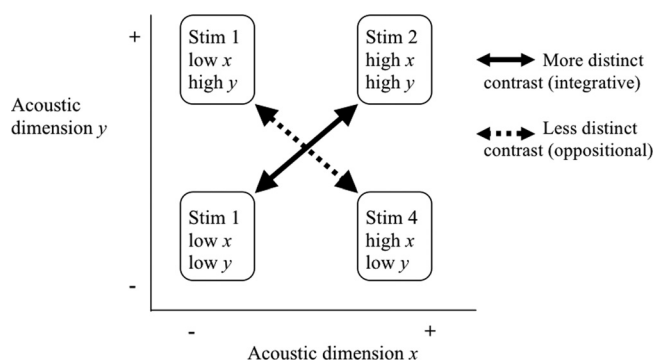 +
Acoustic
dimension y
-
Stim 1
low x
high y
Stim 2
high x
high y
Stim 1
low x
low y
Stim 4
high x
low y
More distinct
contrast (integrative)
Less distinct
contrast (oppositional)
-
+
Acoustic dimension x